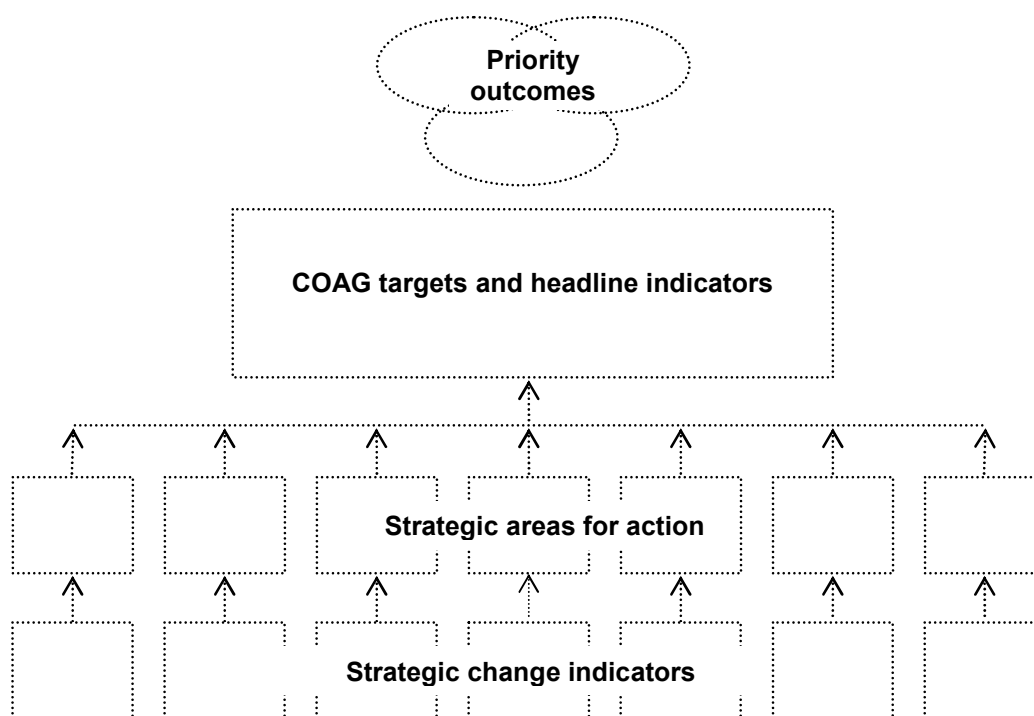 Priority
outcomes
COAG targets and headline indicators
Strategic areas for action
Strategic change indicators